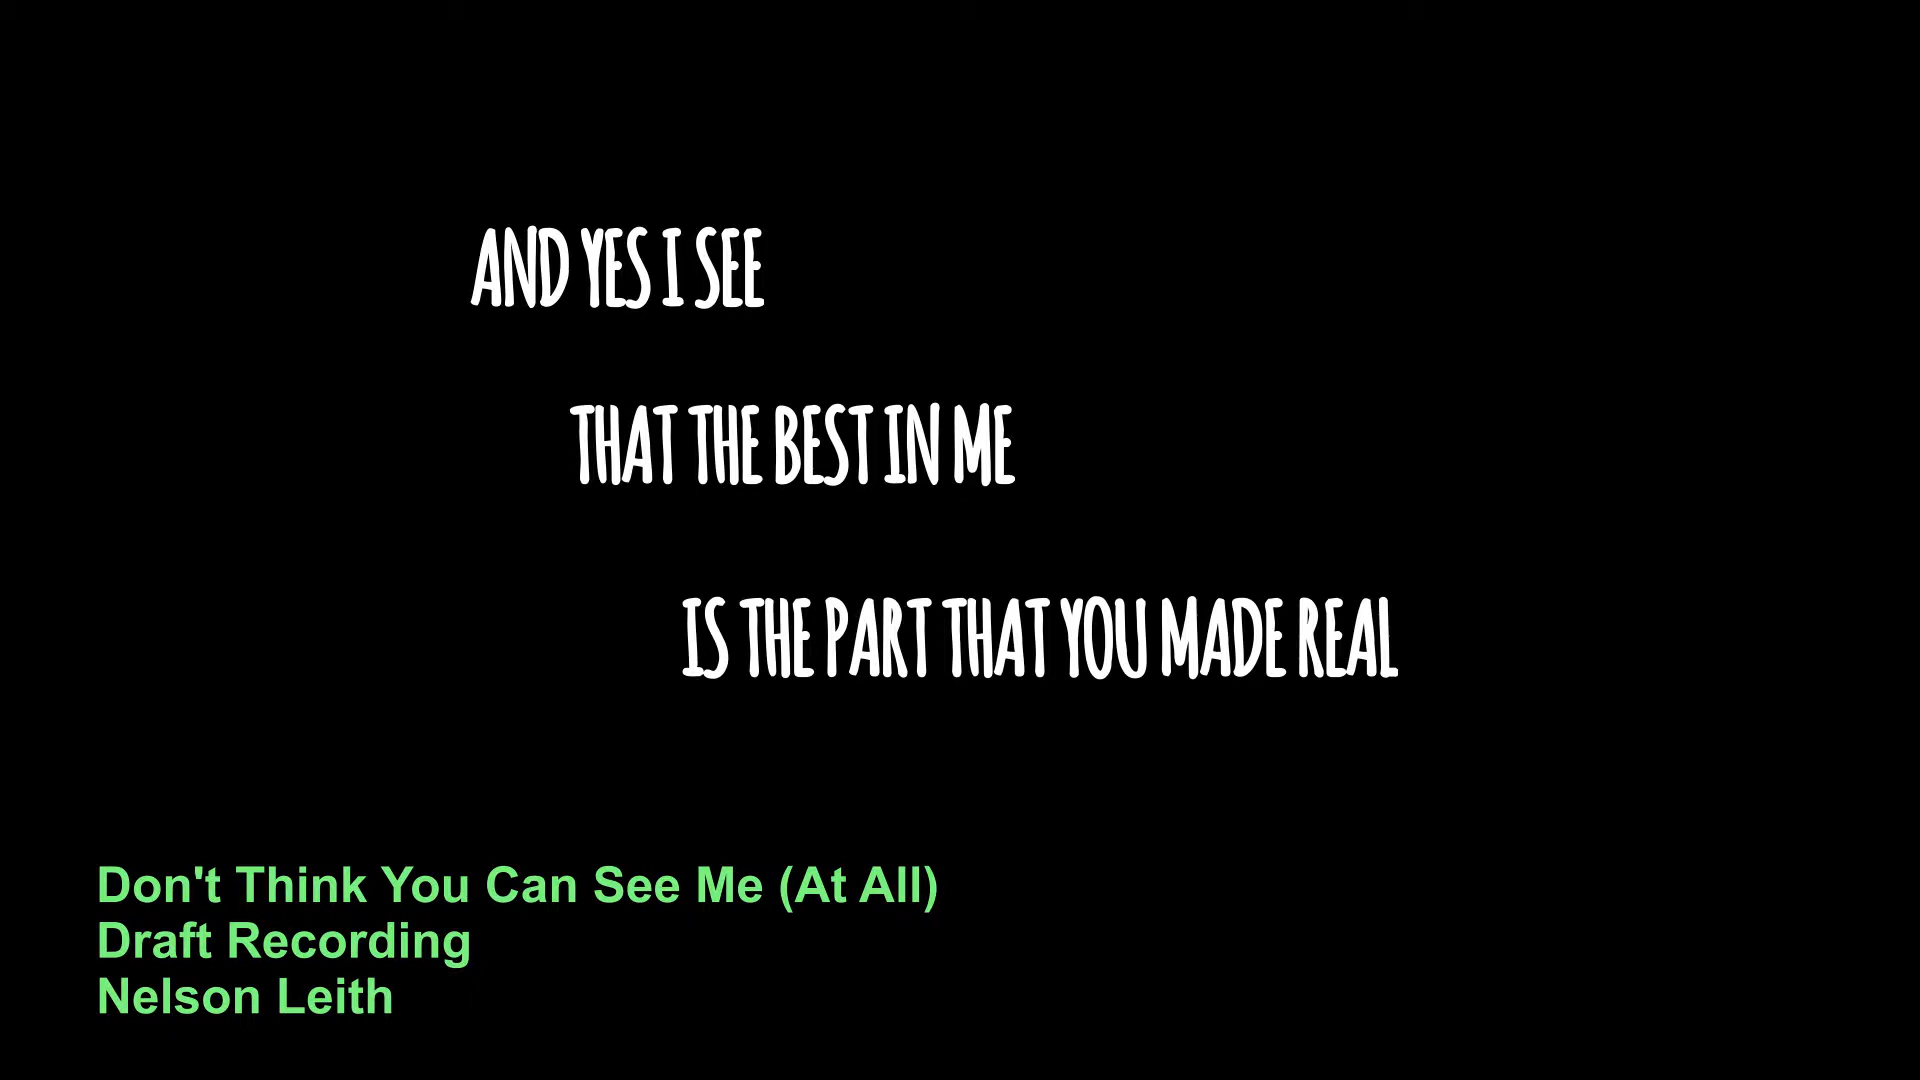 AND YES I SEE
THAT THE BEST IN ME
IS THE PART THAT YOU MADE REAL
Don't Think You Can See Me (At All)
Draft Recording
Nelson Leith